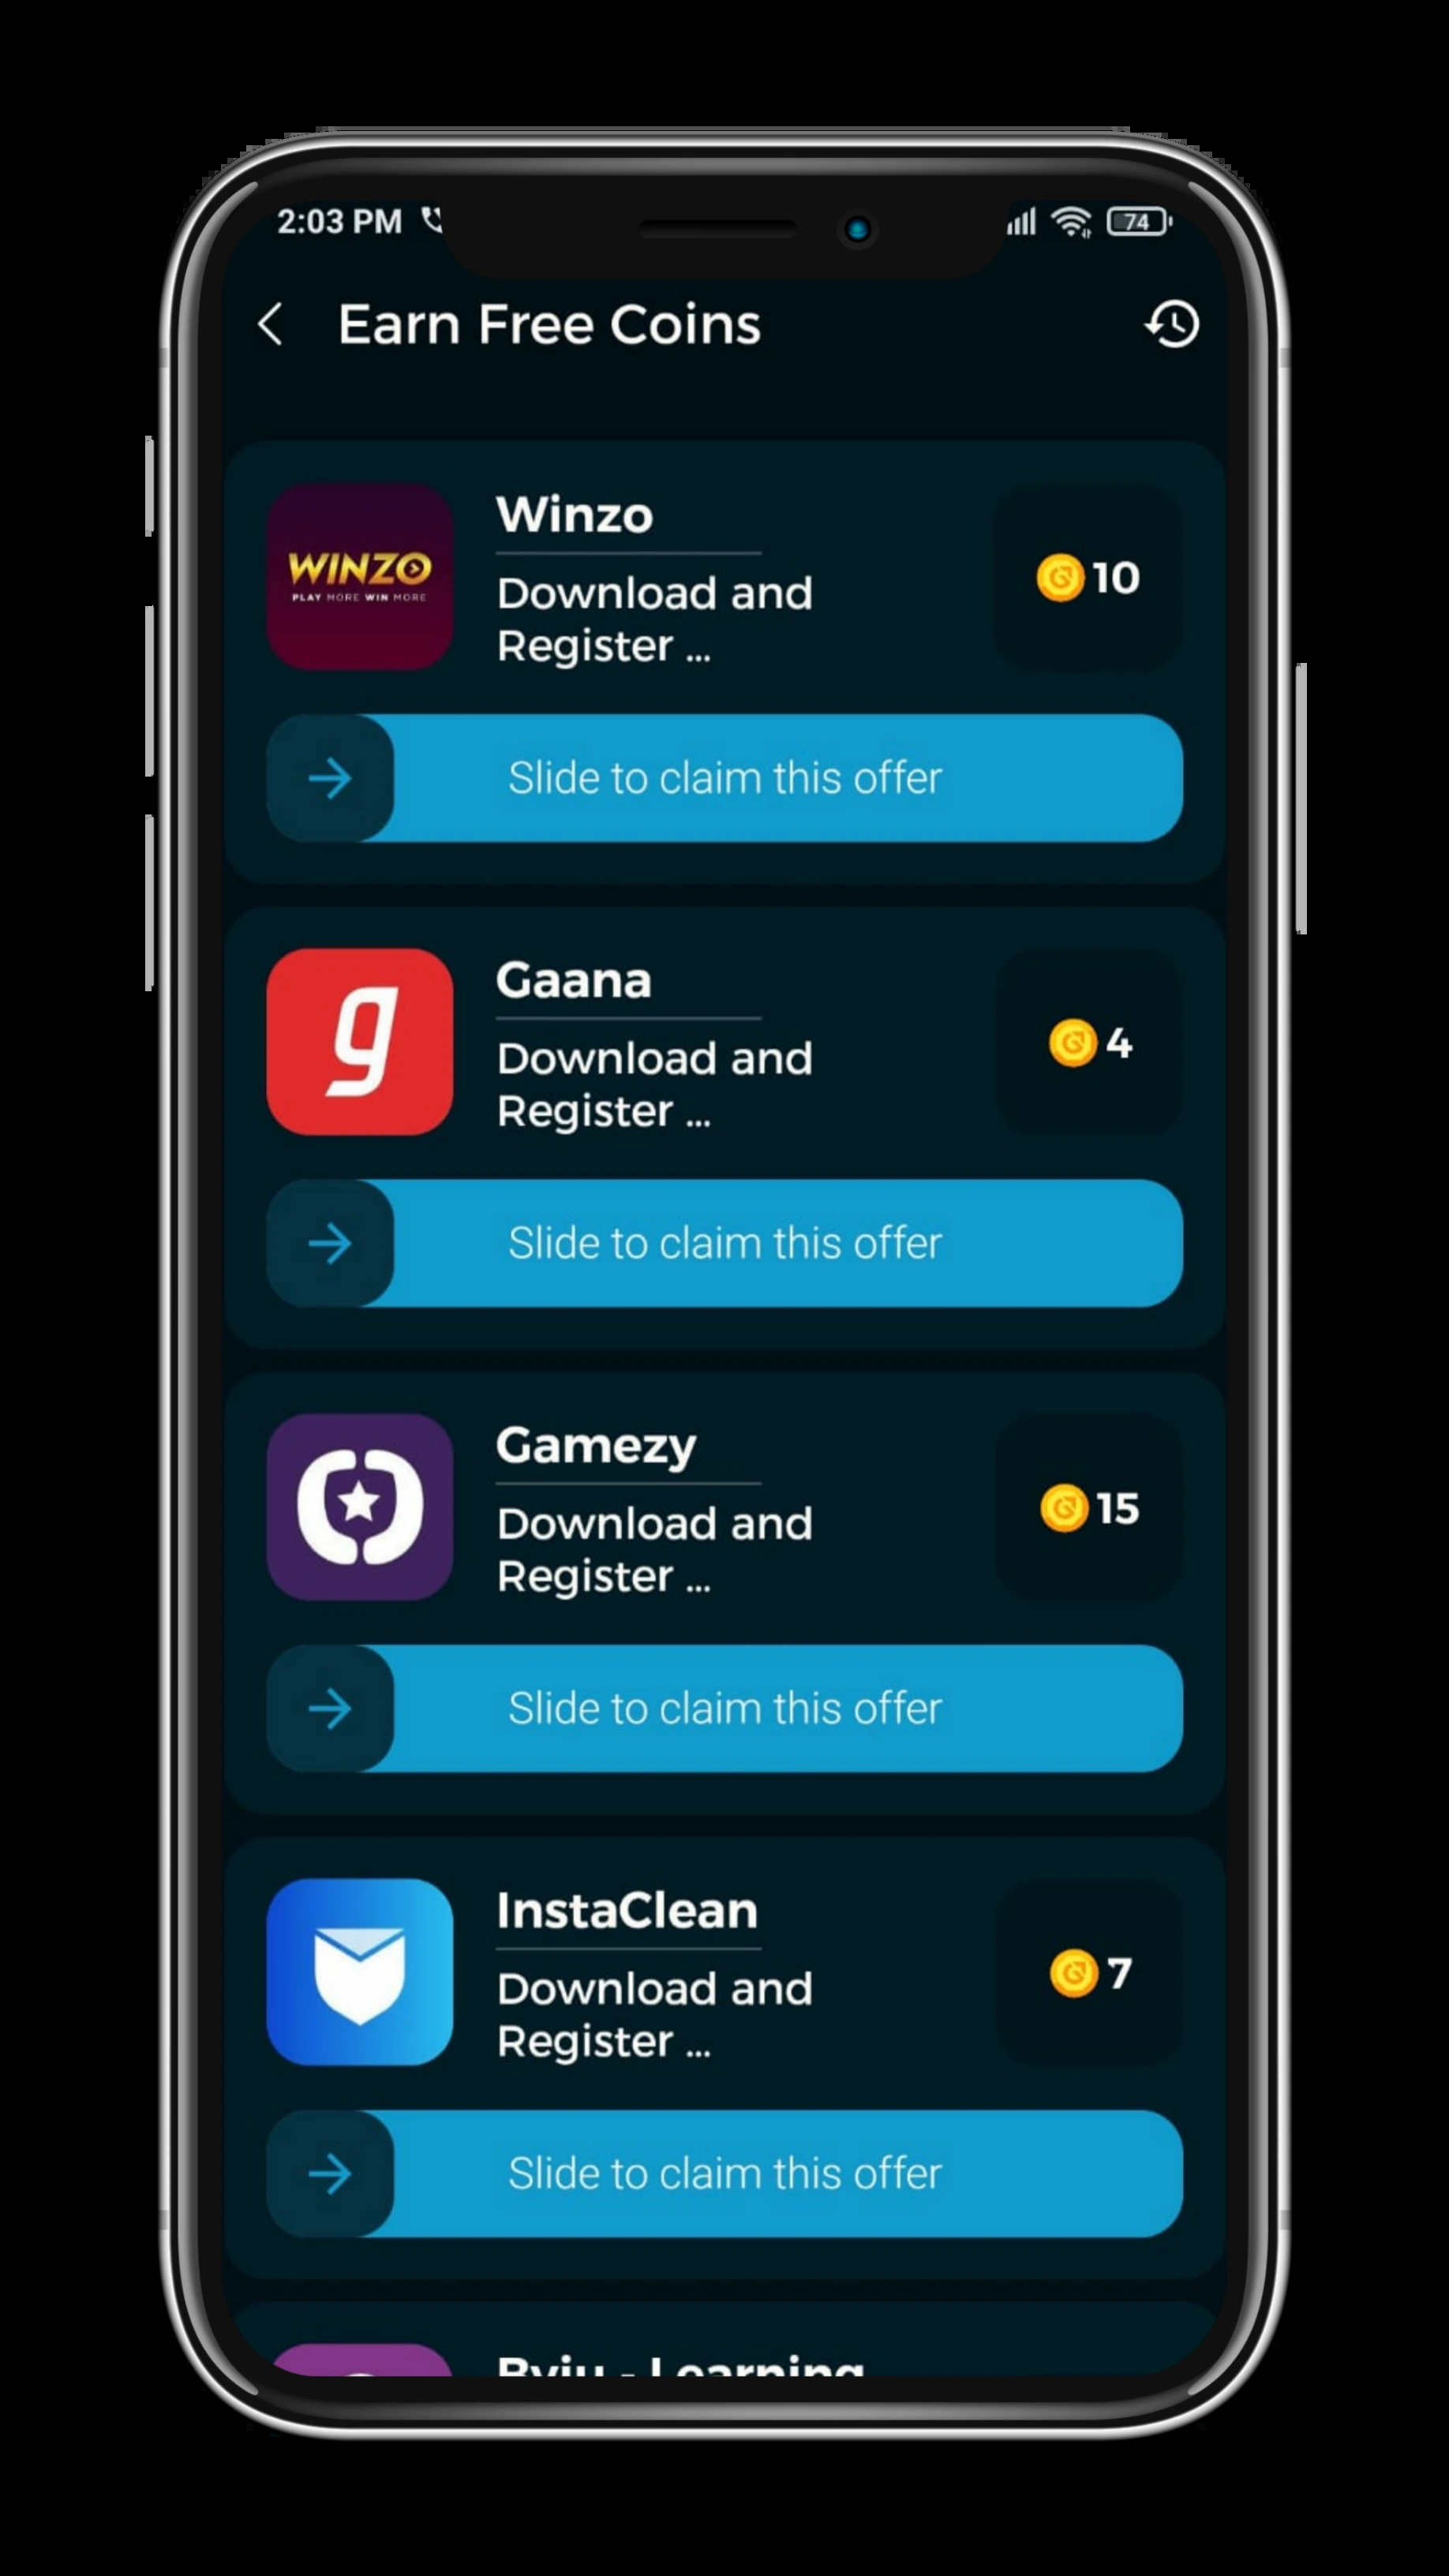 2:03 PM
74
Earn Free Coins
WINZO
PLAY MORE WIN MORE
Winzo
Download and
Register ...
10
Slide to claim this offer
g
Gaana
Download and
Register ...
4
Slide to claim this offer
Gamezy
Download and
Register ...
15
Slide to claim this offer
InstaClean
Download and
Register ...
7
Slide to claim this offer
Byju - Learning